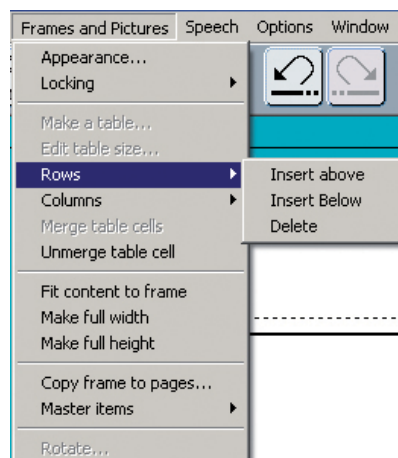 Frames and Pictures Speech Options Window
Appearance...
Locking
Make a table...
Edit table size...
Rows
Insert above
Columns
Insert Below
Merge table cells
Delete
Unmerge table cell
Fit content to frame
Make full width
Make full height
Copy frame to pages...
Master items
Rotate...